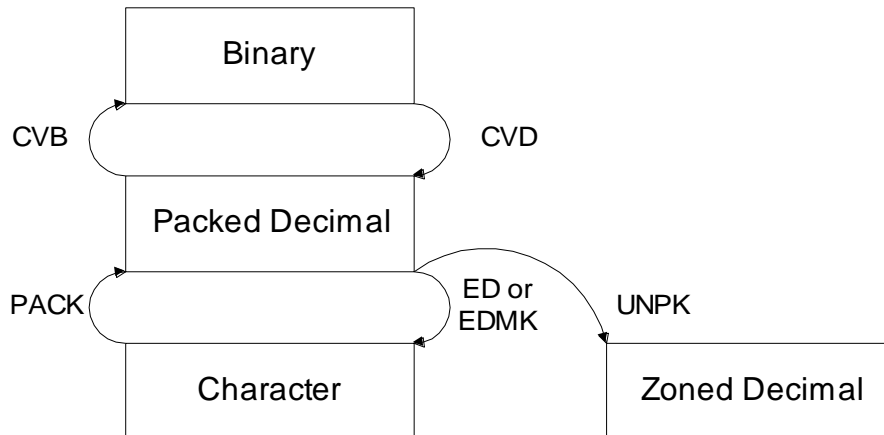 Binary
CVB
CVD
Packed Decimal
PACK
ED or
EDMK
UNPK
Character
Zoned Decimal